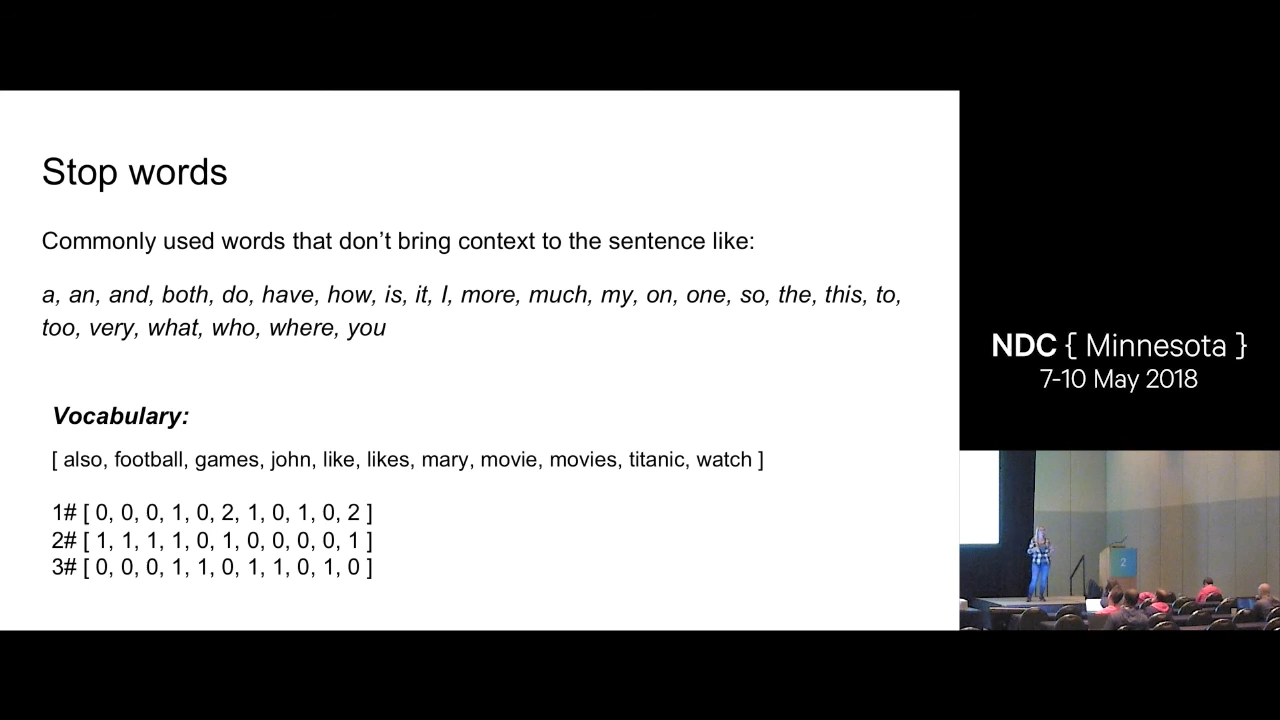 Stop words
Commonly used words that don’t bring context to the sentence like:
a, an, and, both, do, have, how, is, it, I, more, much, my, on, one, so, the, this, to,
too, very, what, who, where, you
Vocabulary:
[ also, football, games, john, like, likes, mary, movie, movies, titanic, watch ]
1# [ 0, 0, 0, 1, 0, 2, 1, 0, 1, 0, 2 ]
2# [ 1, 1, 1, 1, 0, 1, 0, 0, 0, 0, 1 ]
3# [ 0, 0, 0, 1, 1, 0, 1, 1, 0, 1, 0 ]
NDC { Minnesota }
7-10 May 2018
2